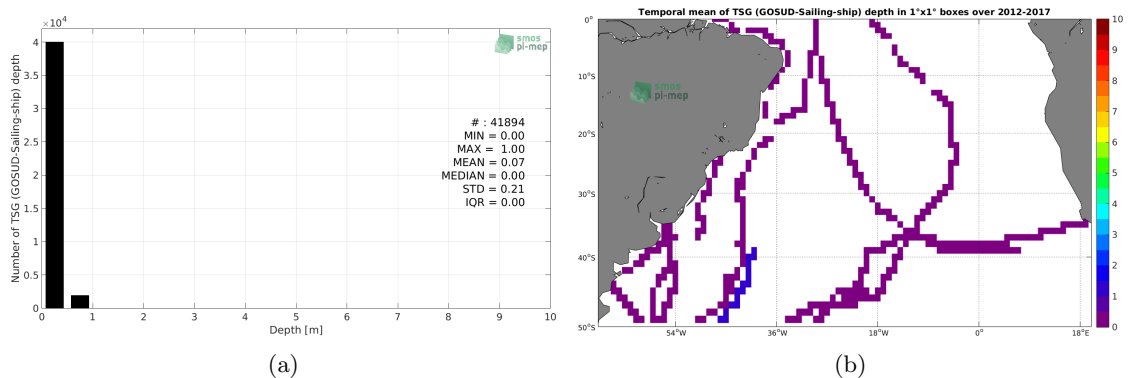 ×10⁴
4
3.5
3
2.5
2
1.5
1
0.5
0
Number of TSG (GOSUD-Sailing-ship) depth
0 1 2 3 4 5 6 7 8 9 10
Depth [m]
smos
pi-mep
# : 41894
MIN = 0.00
MAX = 1.00
MEAN = 0.07
MEDIAN = 0.00
STD = 0.21
IQR = 0.00
(a)
Temporal mean of TSG (GOSUD-Sailing-ship) depth in 1°x1° boxes over 2012-2017
0°
10°S
20°S
30°S
40°S
50°S
54°W 36°W 18°W 0° 18°E
smos
pi-mep
10
9
8
7
6
5
4
3
2
1
0
(b)